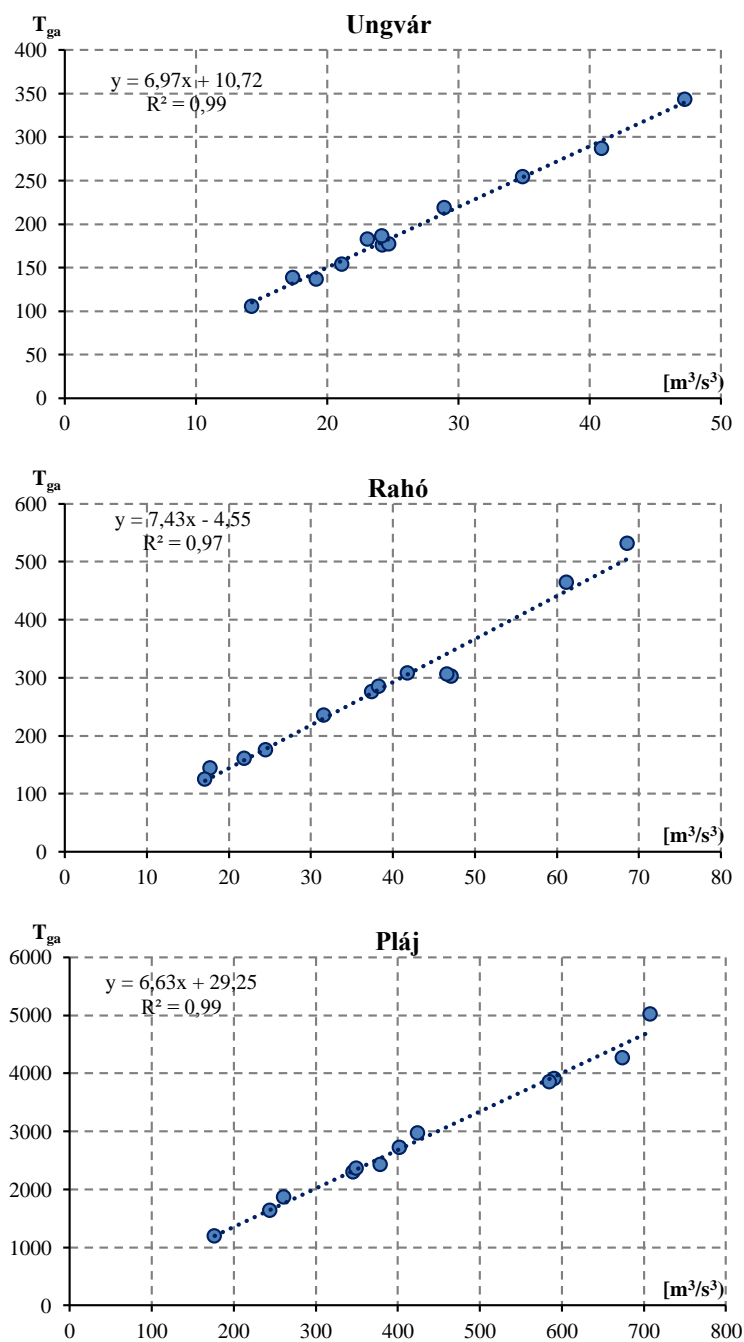 T_ga
Ungvár
400
y = 6,97x + 10,72
R² = 0,99
350
300
250
200
150
100
50
[m³/s³)
0
0 10 20 30 40 50
T_ga
Rahó
600
y = 7,43x - 4,55
R² = 0,97
500
400
300
200
100
[m³/s³)
0
0 10 20 30 40 50 60 70 80
T_ga
Pláj
6000
y = 6,63x + 29,25
R² = 0,99
5000
4000
3000
2000
1000
[m³/s³)
0
0 100 200 300 400 500 600 700 800